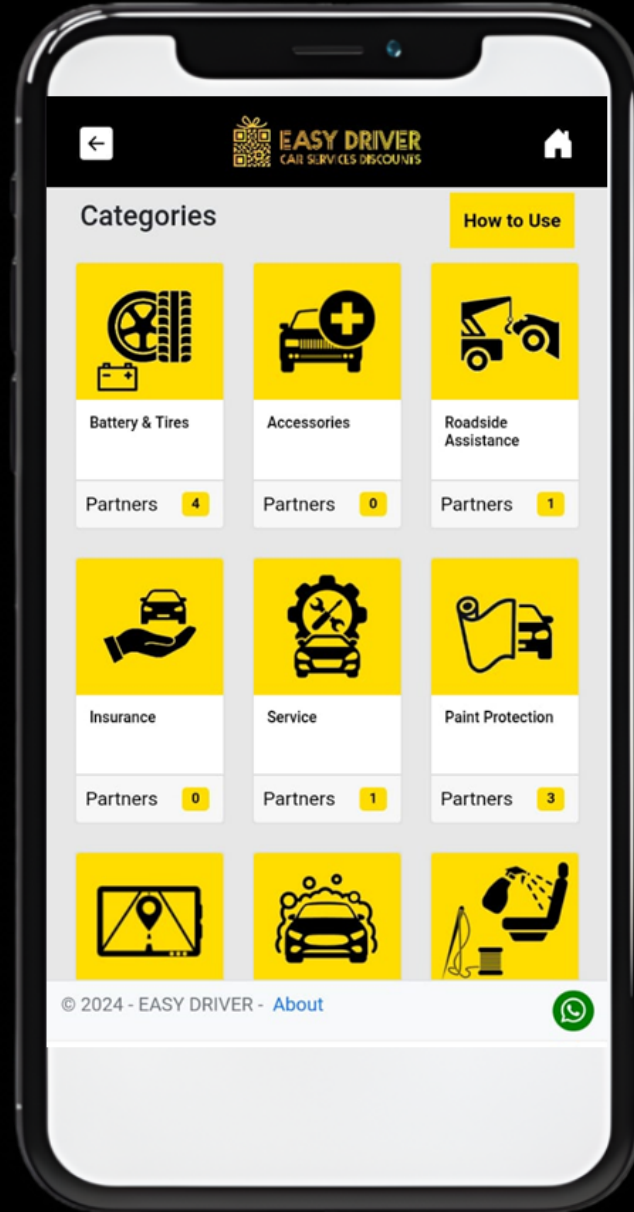 EASY DRIVER
CAR SERVICES DISCOUNTS
Categories
How to Use
Battery & Tires
Accessories
Roadside
Assistance
Partners 4
Partners 0
Partners 1
Insurance
Service
Paint Protection
Partners 0
Partners 1
Partners 3
© 2024 - EASY DRIVER - About